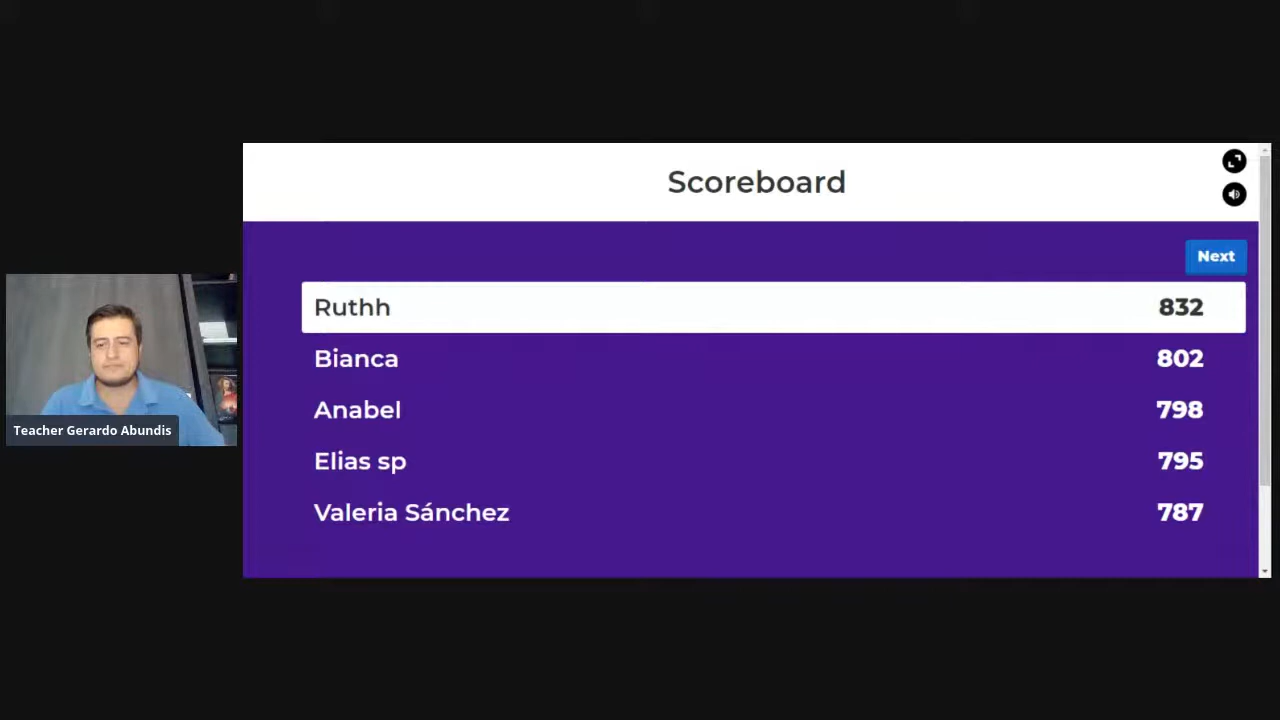 Scoreboard
Next
Ruthh 832
Bianca 802
Anabel 798
Elias sp 795
Valeria Sánchez 787
Teacher Gerardo Abundis